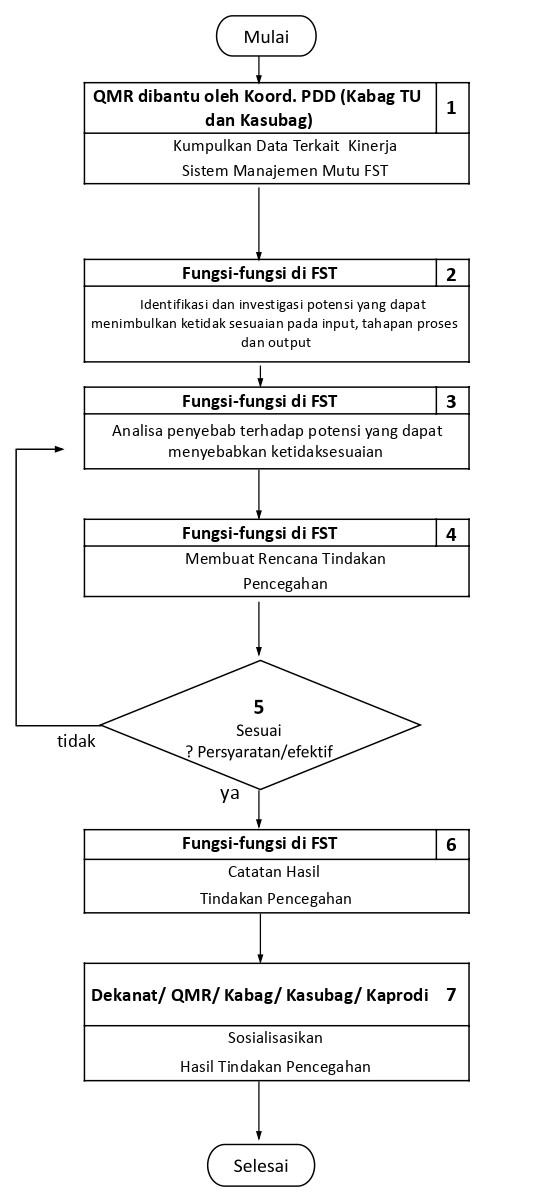 Mulai
QMR dibantu oleh Koord. PDD (Kabag TU
dan Kasubag)
1
Kumpulkan Data Terkait Kinerja
Sistem Manajemen Mutu FST
Fungsi-fungsi di FST
2
Identifikasi dan investigasi potensi yang dapat
menimbulkan ketidak sesuaian pada input, tahapan proses
dan output
Fungsi-fungsi di FST
3
Analisa penyebab terhadap potensi yang dapat
menyebabkan ketidaksesuaian
Fungsi-fungsi di FST
4
Membuat Rencana Tindakan
Pencegahan
5
Sesuai
? Persyaratan/efektif
tidak
ya
Fungsi-fungsi di FST
6
Catatan Hasil
Tindakan Pencegahan
Dekanat/ QMR/ Kabag/ Kasubag/ Kaprodi
7
Sosialisasikan
Hasil Tindakan Pencegahan
Selesai